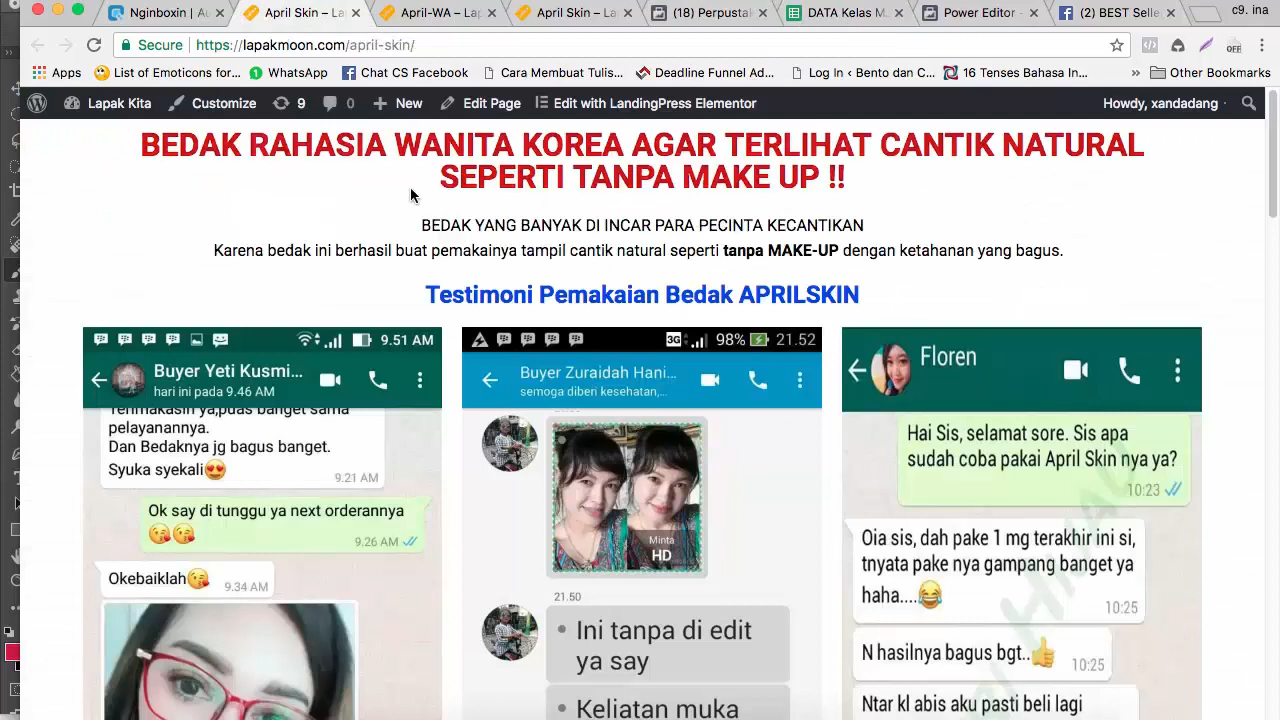 Nginboxin | Au
April Skin – La
April-WA – Lap
April Skin – La
(18) Perpustak
DATA Kelas M
Power Editor -
(2) BEST Selle
c9. ina
Secure
https://lapakmoon.com/april-skin/
OFF
Apps
List of Emoticons for...
WhatsApp
Chat CS Facebook
Cara Membuat Tulis...
Deadline Funnel Ad...
Log In ‹ Bento dan C...
16 Tenses Bahasa In...
»
Other Bookmarks
Lapak Kita
Customize
9
0
New
Edit Page
Edit with LandingPress Elementor
Howdy, xandadang
BEDAK RAHASIA WANITA KOREA AGAR TERLIHAT CANTIK NATURAL
SEPERTI TANPA MAKE UP !!
BEDAK YANG BANYAK DI INCAR PARA PECINTA KECANTIKAN
Karena bedak ini berhasil buat pemakainya tampil cantik natural seperti tanpa MAKE-UP dengan ketahanan yang bagus.
Testimoni Pemakaian Bedak APRILSKIN
9.51 AM
Buyer Yeti Kusmi...
hari ini pada 9.46 AM
Terimakasih ya,puas banget sama
pelayanannya.
Dan Bedaknya jg bagus banget.
Syuka syekali😍
9.21 AM
Ok say di tunggu ya next orderannya
😘😘
9.26 AM
Okebaiklah😘
9.34 AM
3G
98%
21.52
Buyer Zuraidah Hani...
semoga diberi kesehatan,...
Minta
HD
21.50
• Ini tanpa di edit
ya say
• Keliatan muka
Floren
Hai Sis, selamat sore. Sis apa
sudah coba pakai April Skin nya ya?
10:23
Oia sis, dah pake 1 mg terakhir ini si,
tnyata pake nya gampang banget ya
haha....😂
10:25
N hasilnya bagus bgt..👍
10:25
Ntar kl abis aku pasti beli lagi